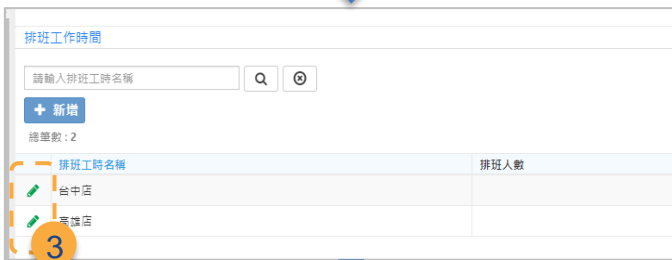 排班工作時間
請輸入排班工時名稱
新增
總筆數 : 2
排班工時名稱 排班人數
台中店
高雄店
3